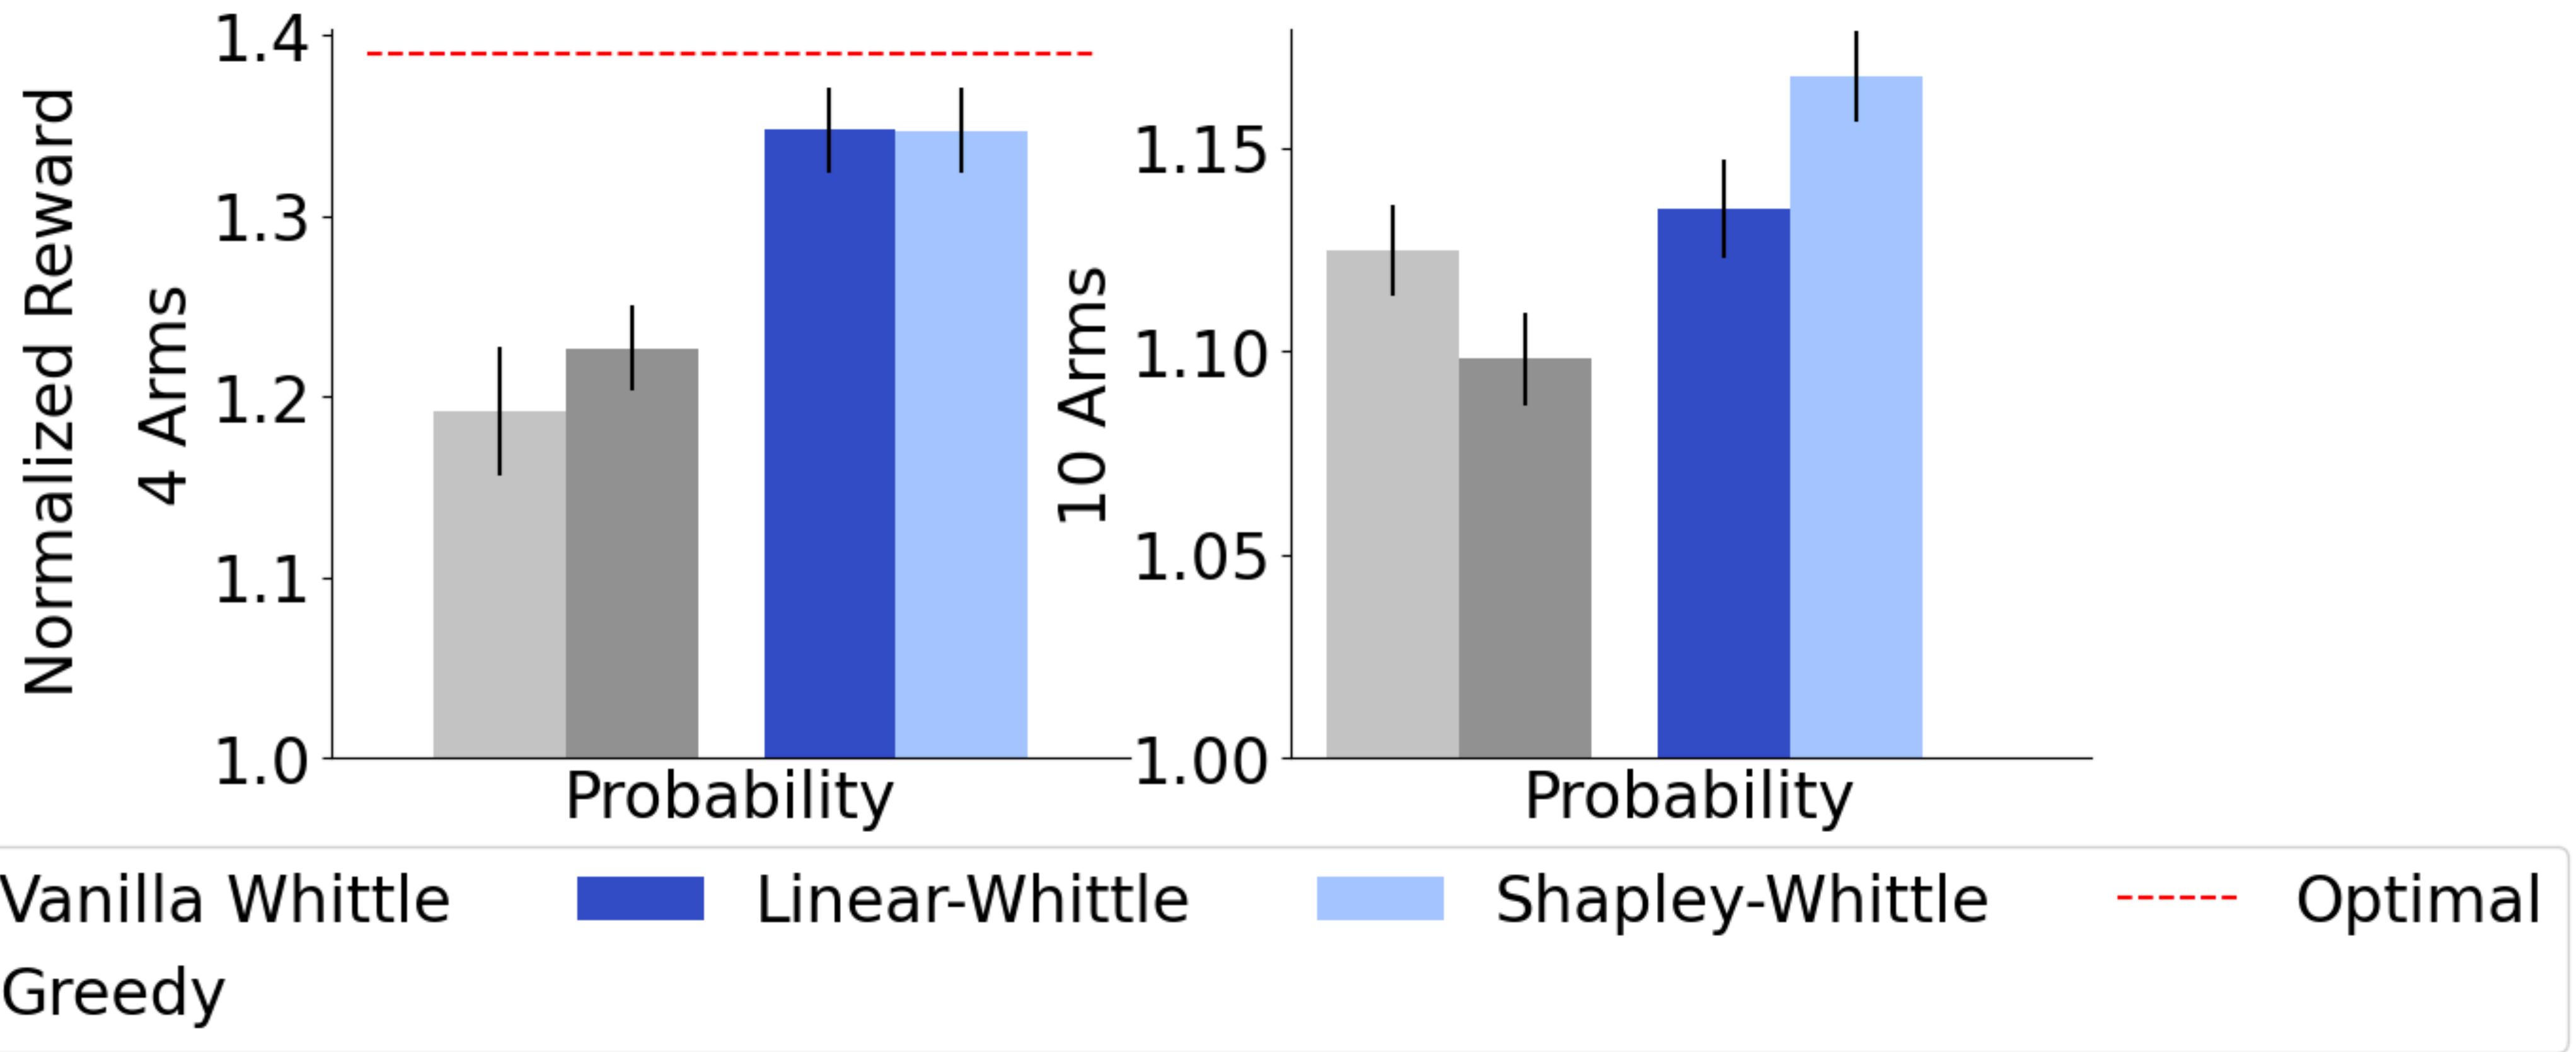 Normalized Reward
4 Arms
1.4
1.3
1.2
1.1
1.0
Probability
10 Arms
1.15
1.10
1.05
1.00
Probability
Vanilla Whittle Linear-Whittle Shapley-Whittle Optimal
Greedy